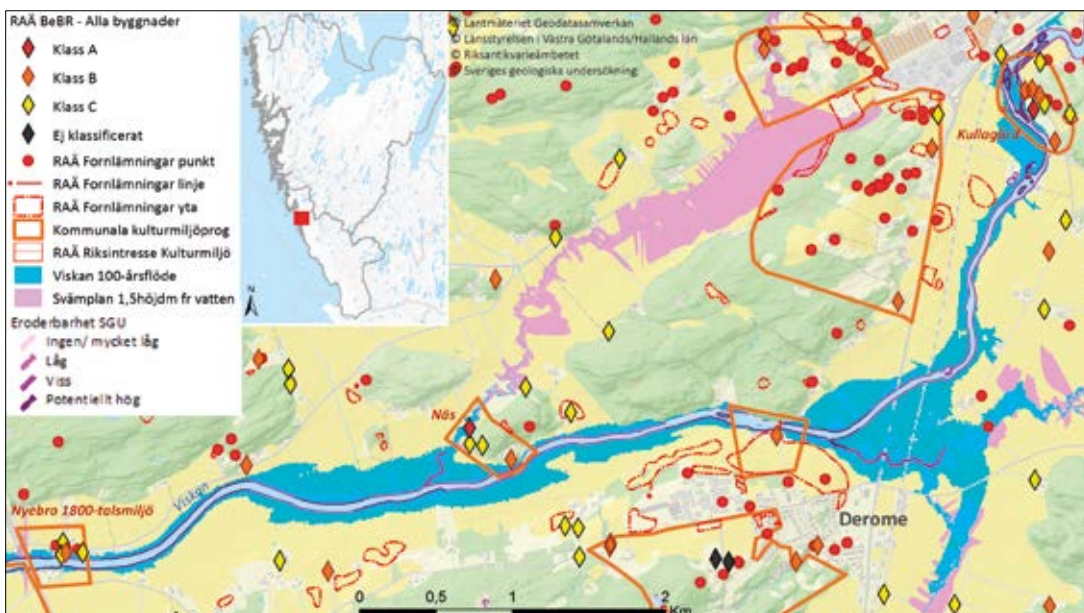 RAÄ BeBR - Alla byggnader
Klass A
Klass B
Klass C
Ej klassificerat
RAÄ Fornlämningar punkt
RAÄ Fornlämningar linje
RAÄ Fornlämningar yta
Kommunala kulturmiljöprog
RAÄ Riksintresse Kulturmiljö
Viskan 100-årsflöde
Svämplan 1,5höjdm fr vatten
Eroderbarhet SGU
Ingen/ mycket låg
Låg
Viss
Potentiellt hög
N
© Lantmäteriet Geodatasamverkan
© Länsstyrelsen i Västra Götalands/Hallands län
© Riksantikvarieämbetet
© Sveriges geologiska undersökning
Kullagård
Näs
Viskan
Nyebro 1800-talsmiljö
Derome
0 0,5 1 2
Km